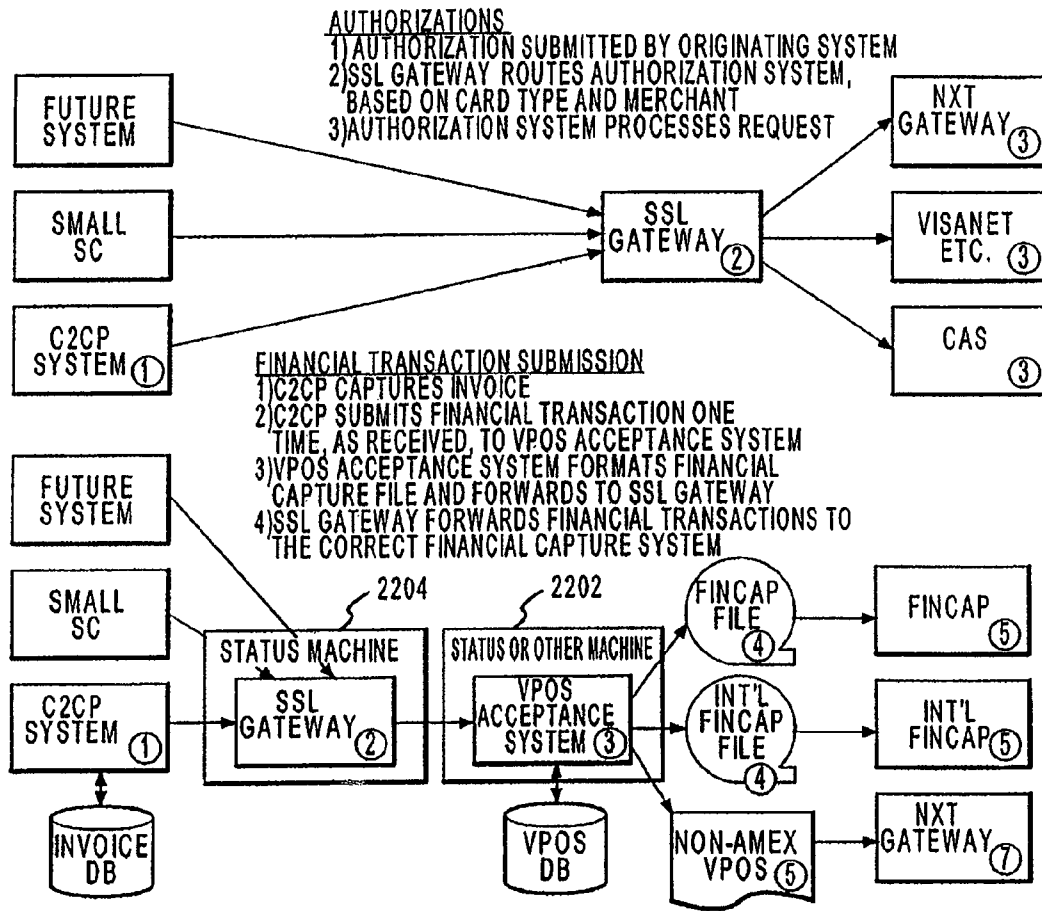 AUTHORIZATIONS
1)AUTHORIZATION SUBMITTED BY ORIGINATING SYSTEM
2)SSL GATEWAY ROUTES AUTHORIZATION SYSTEM,
BASED ON CARD TYPE AND MERCHANT
3)AUTHORIZATION SYSTEM PROCESSES REQUEST
FUTURE
SYSTEM
SMALL
SC
C2CP
SYSTEM 1
SSL
GATEWAY 2
NXT
GATEWAY 3
VISANET
ETC. 3
CAS
3
FINANCIAL TRANSACTION SUBMISSION
1)C2CP CAPTURES INVOICE
2)C2CP SUBMITS FINANCIAL TRANSACTION ONE
TIME, AS RECEIVED, TO VPOS ACCEPTANCE SYSTEM
3)VPOS ACCEPTANCE SYSTEM FORMATS FINANCIAL
CAPTURE FILE AND FORWARDS TO SSL GATEWAY
4)SSL GATEWAY FORWARDS FINANCIAL TRANSACTIONS TO
THE CORRECT FINANCIAL CAPTURE SYSTEM
FUTURE
SYSTEM
SMALL
SC
C2CP
SYSTEM 1
INVOICE
DB
2204
STATUS MACHINE
SSL
GATEWAY 2
2202
STATUS OR OTHER MACHINE
VPOS
ACCEPTANCE
SYSTEM 3
VPOS
DB
FINCAP
FILE
4
INT'L
FINCAP
FILE
4
NON-AMEX
VPOS 5
FINCAP
5
INT'L
FINCAP 5
NXT
GATEWAY 7